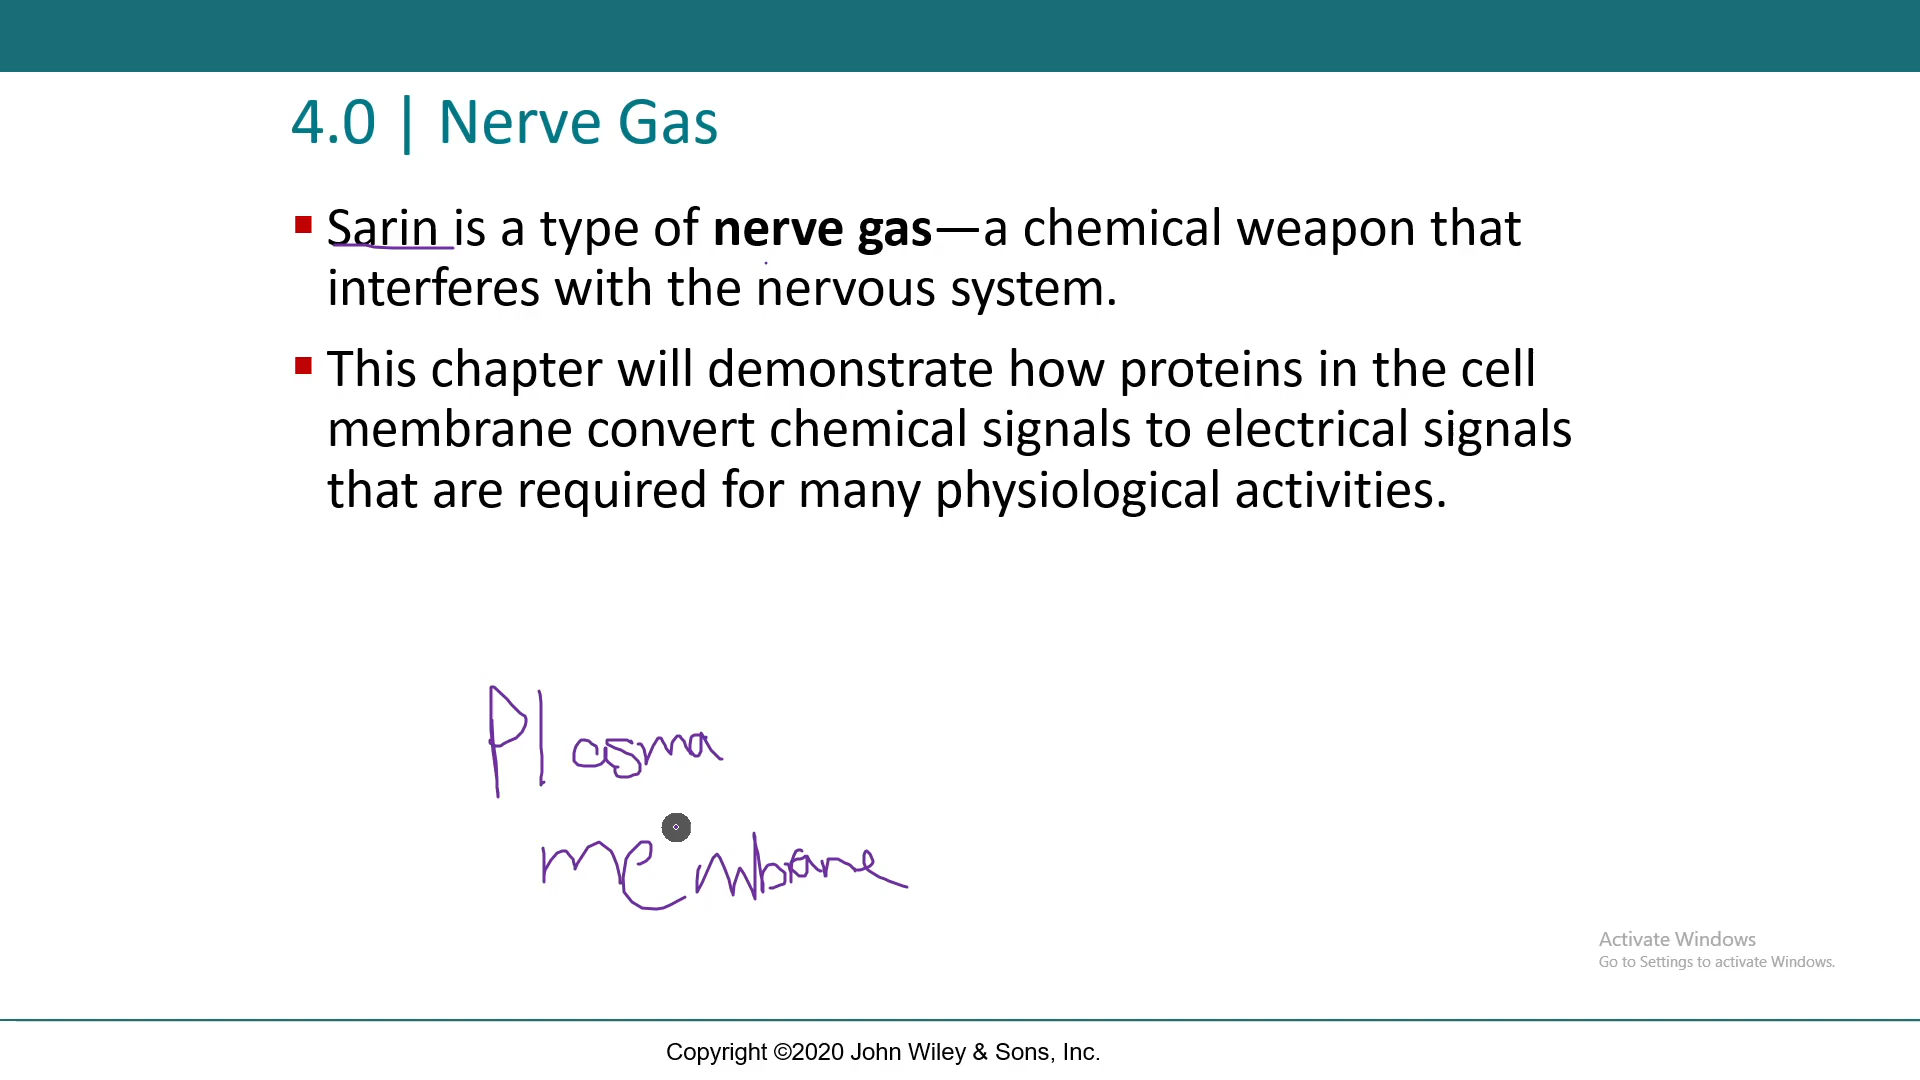 4.0 | Nerve Gas
▪ Sarin is a type of nerve gas—a chemical weapon that
interferes with the nervous system.
▪ This chapter will demonstrate how proteins in the cell
membrane convert chemical signals to electrical signals
that are required for many physiological activities.
Plasma
membrane
Activate Windows
Go to Settings to activate Windows.
Copyright ©2020 John Wiley & Sons, Inc.